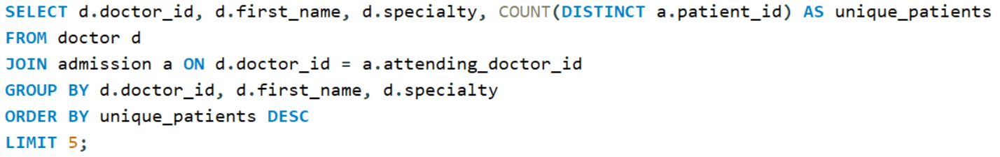 SELECT d.doctor_id, d.first_name, d.specialty, COUNT(DISTINCT a.patient_id) AS unique_patients
FROM doctor d
JOIN admission a ON d.doctor_id = a.attending_doctor_id
GROUP BY d.doctor_id, d.first_name, d.specialty
ORDER BY unique_patients DESC
LIMIT 5;